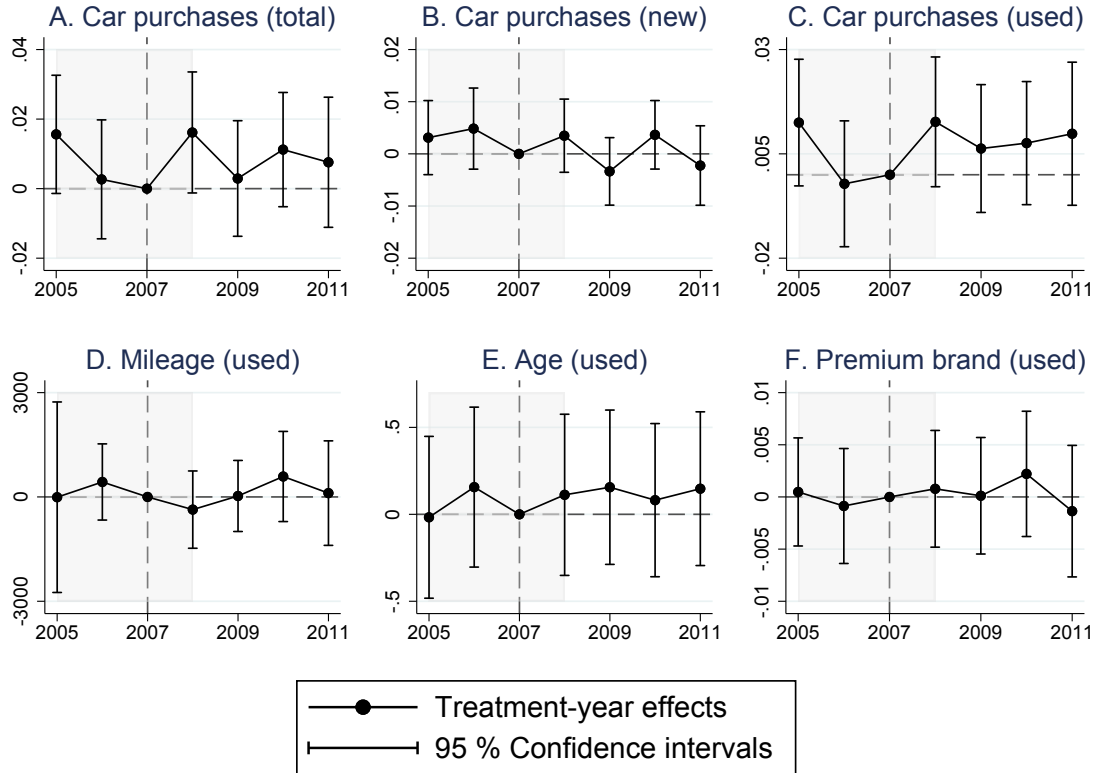 A. Car purchases (total)
B. Car purchases (new)
C. Car purchases (used)
.04
.02
0
-.02
2005 2007 2009 2011
.02
.01
0
-.01
-.02
2005 2007 2009 2011
.03
.005
-.02
2005 2007 2009 2011
D. Mileage (used)
E. Age (used)
F. Premium brand (used)
3000
0
-3000
2005 2007 2009 2011
.5
0
-.5
2005 2007 2009 2011
.01
.005
0
-.005
-.01
2005 2007 2009 2011
Treatment-year effects
95 % Confidence intervals